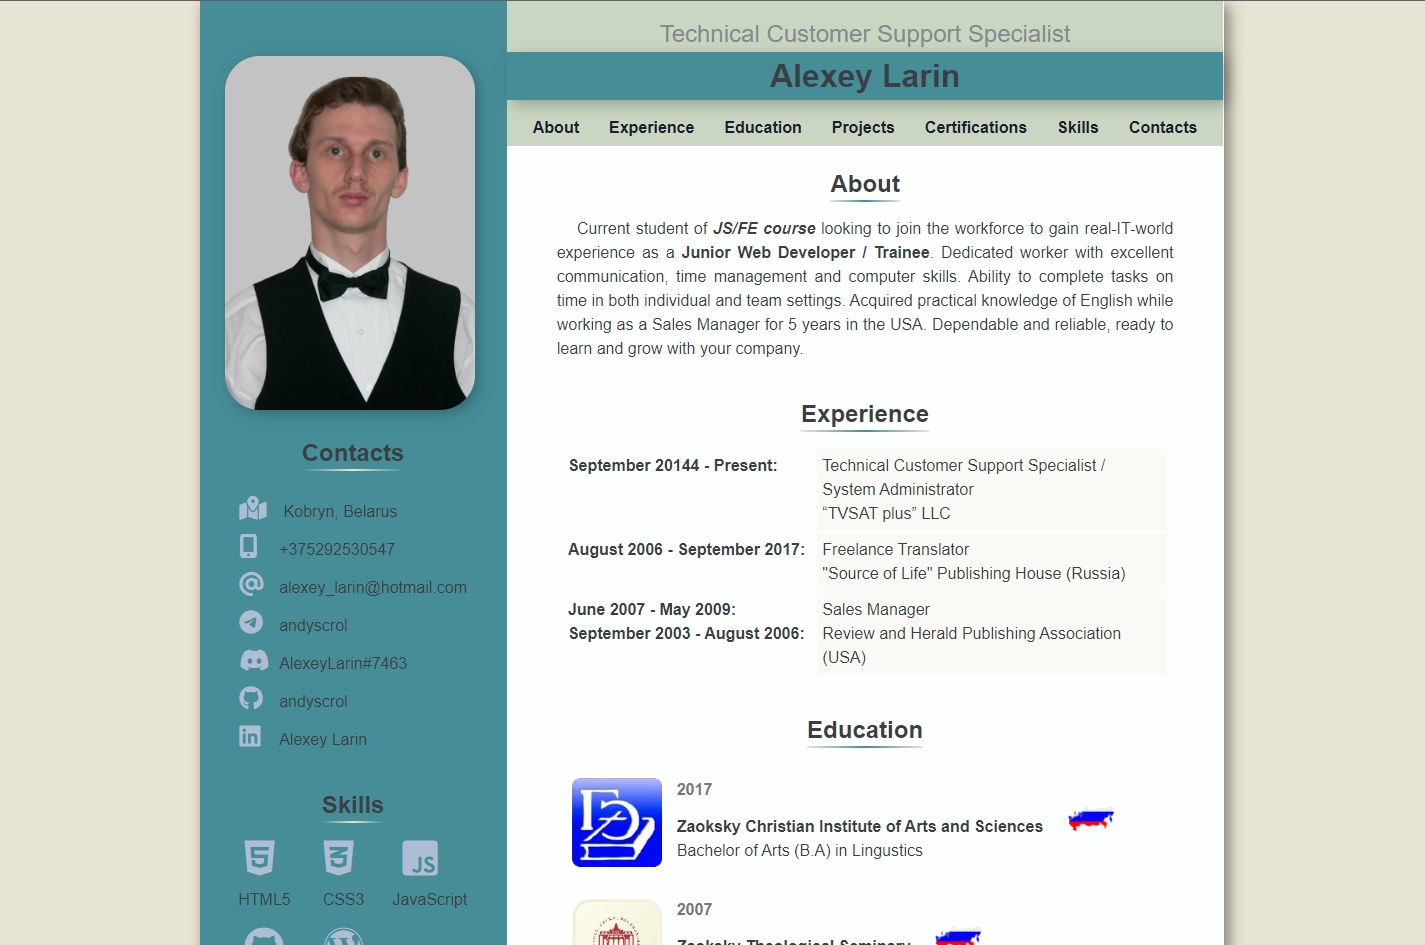 Technical Customer Support Specialist
Alexey Larin
About Experience Education Projects Certifications Skills Contacts
Contacts
Kobryn, Belarus
+375292530547
alexey_larin@hotmail.com
andyscrol
AlexeyLarin#7463
andyscrol
Alexey Larin
Skills
HTML5 CSS3 JavaScript
About
Current student of JS/FE course looking to join the workforce to gain real-IT-world
experience as a Junior Web Developer / Trainee. Dedicated worker with excellent
communication, time management and computer skills. Ability to complete tasks on
time in both individual and team settings. Acquired practical knowledge of English while
working as a Sales Manager for 5 years in the USA. Dependable and reliable, ready to
learn and grow with your company.
Experience
September 20144 - Present: Technical Customer Support Specialist /
System Administrator
“TVSAT plus” LLC
August 2006 - September 2017: Freelance Translator
"Source of Life" Publishing House (Russia)
June 2007 - May 2009: Sales Manager
September 2003 - August 2006: Review and Herald Publishing Association
(USA)
Education
2017
Zaoksky Christian Institute of Arts and Sciences
Bachelor of Arts (B.A) in Lingustics
2007
Zaoksky Theological Seminary